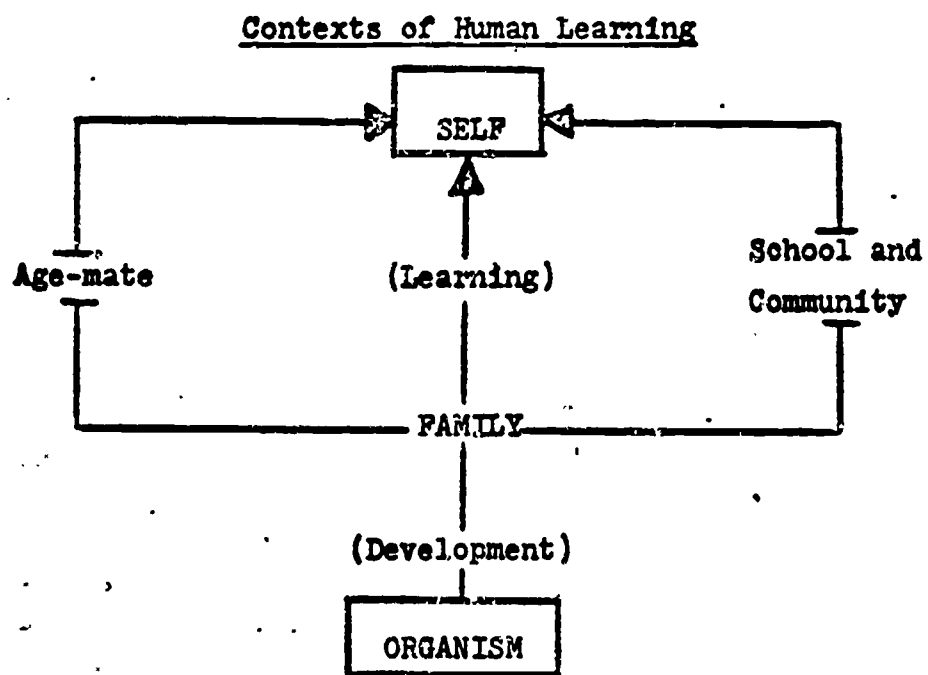 Contexts of Human Learning
SELF
Age-mate
(Learning)
School and
Community
FAMILY
(Development)
ORGANISM